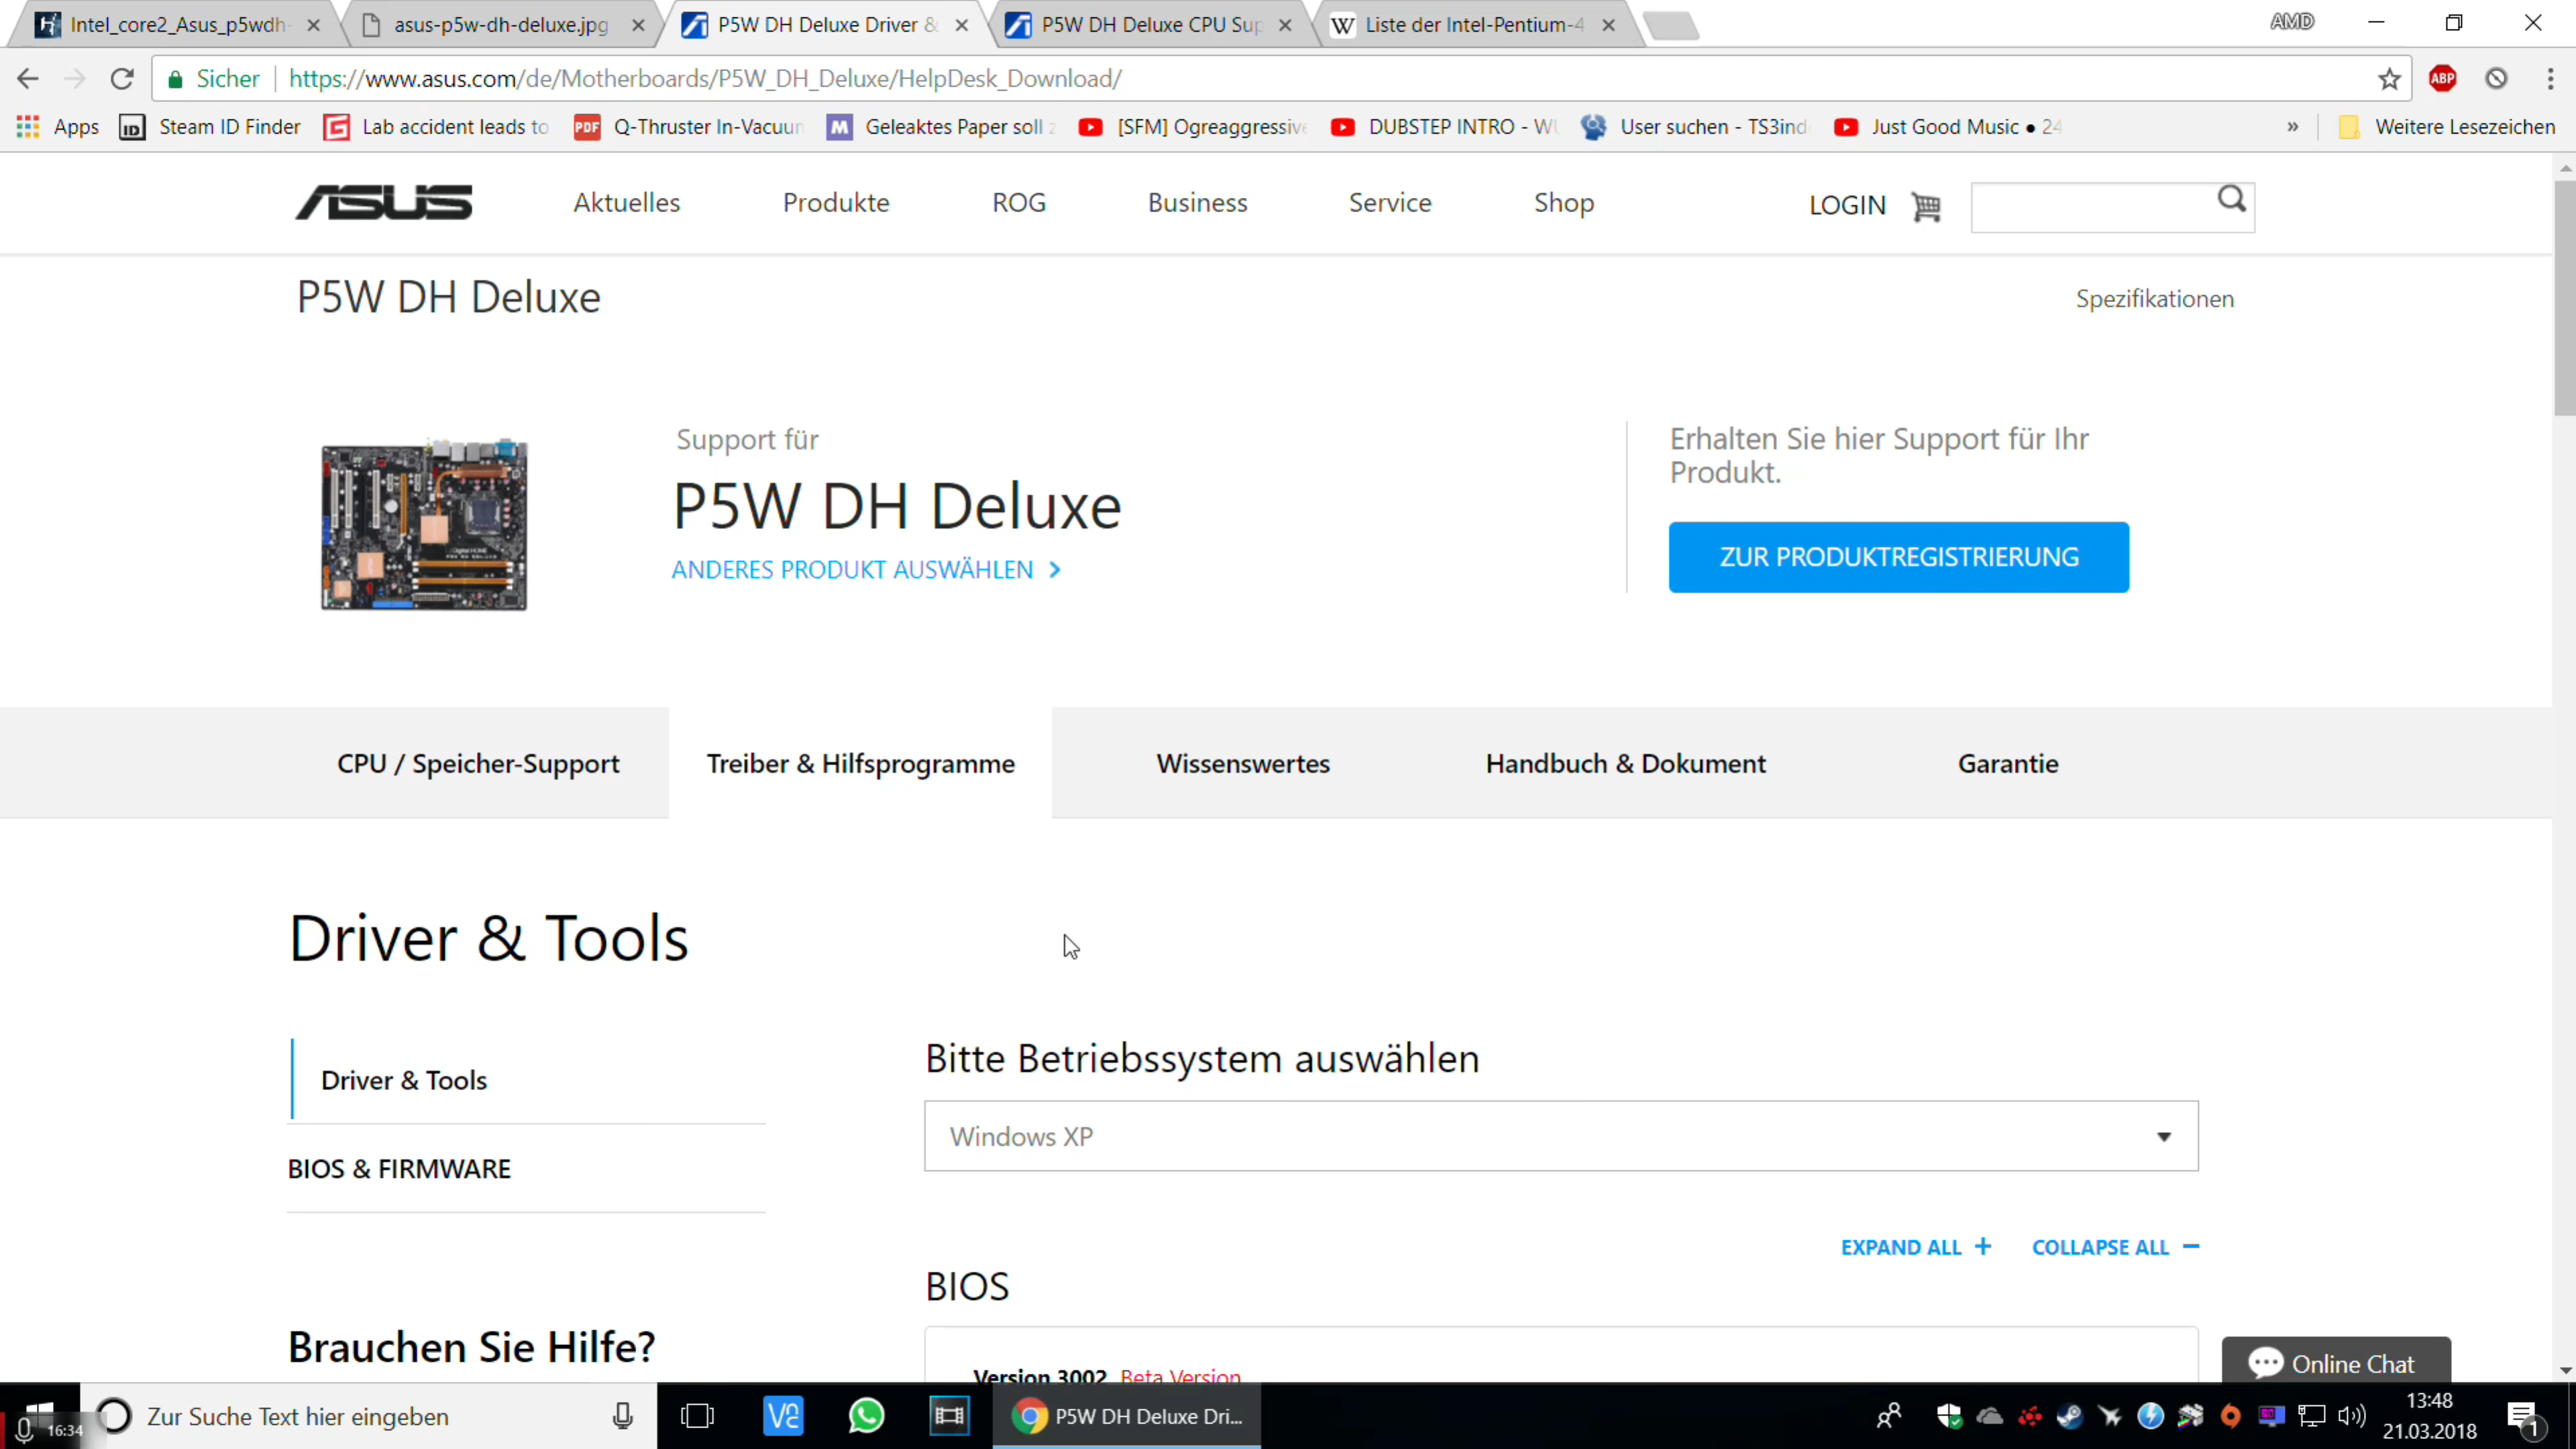 Intel_core2_Asus_p5wdh-
asus-p5w-dh-deluxe.jpg
P5W DH Deluxe Driver &
P5W DH Deluxe CPU Sup
Liste der Intel-Pentium-4
AMD
Sicher
https://www.asus.com/de/Motherboards/P5W_DH_Deluxe/HelpDesk_Download/
ABP
Apps
Steam ID Finder
Lab accident leads to
PDF
Q-Thruster In-Vacuum
Geleaktes Paper soll z
[SFM] Ogreaggressive
DUBSTEP INTRO - W
User suchen - TS3ind
Just Good Music • 24
Weitere Lesezeichen
ASUS
Aktuelles
Produkte
ROG
Business
Service
Shop
LOGIN
P5W DH Deluxe
Spezifikationen
Support für
P5W DH Deluxe
ANDERES PRODUKT AUSWÄHLEN
Erhalten Sie hier Support für Ihr
Produkt.
ZUR PRODUKTREGISTRIERUNG
CPU / Speicher-Support
Treiber & Hilfsprogramme
Wissenswertes
Handbuch & Dokument
Garantie
Driver & Tools
Driver & Tools
BIOS & FIRMWARE
Brauchen Sie Hilfe?
Bitte Betriebssystem auswählen
Windows XP
EXPAND ALL +
COLLAPSE ALL −
BIOS
Version 3002 Beta Version
Online Chat
16:34
Zur Suche Text hier eingeben
P5W DH Deluxe Dri...
13:48
21.03.2018
1